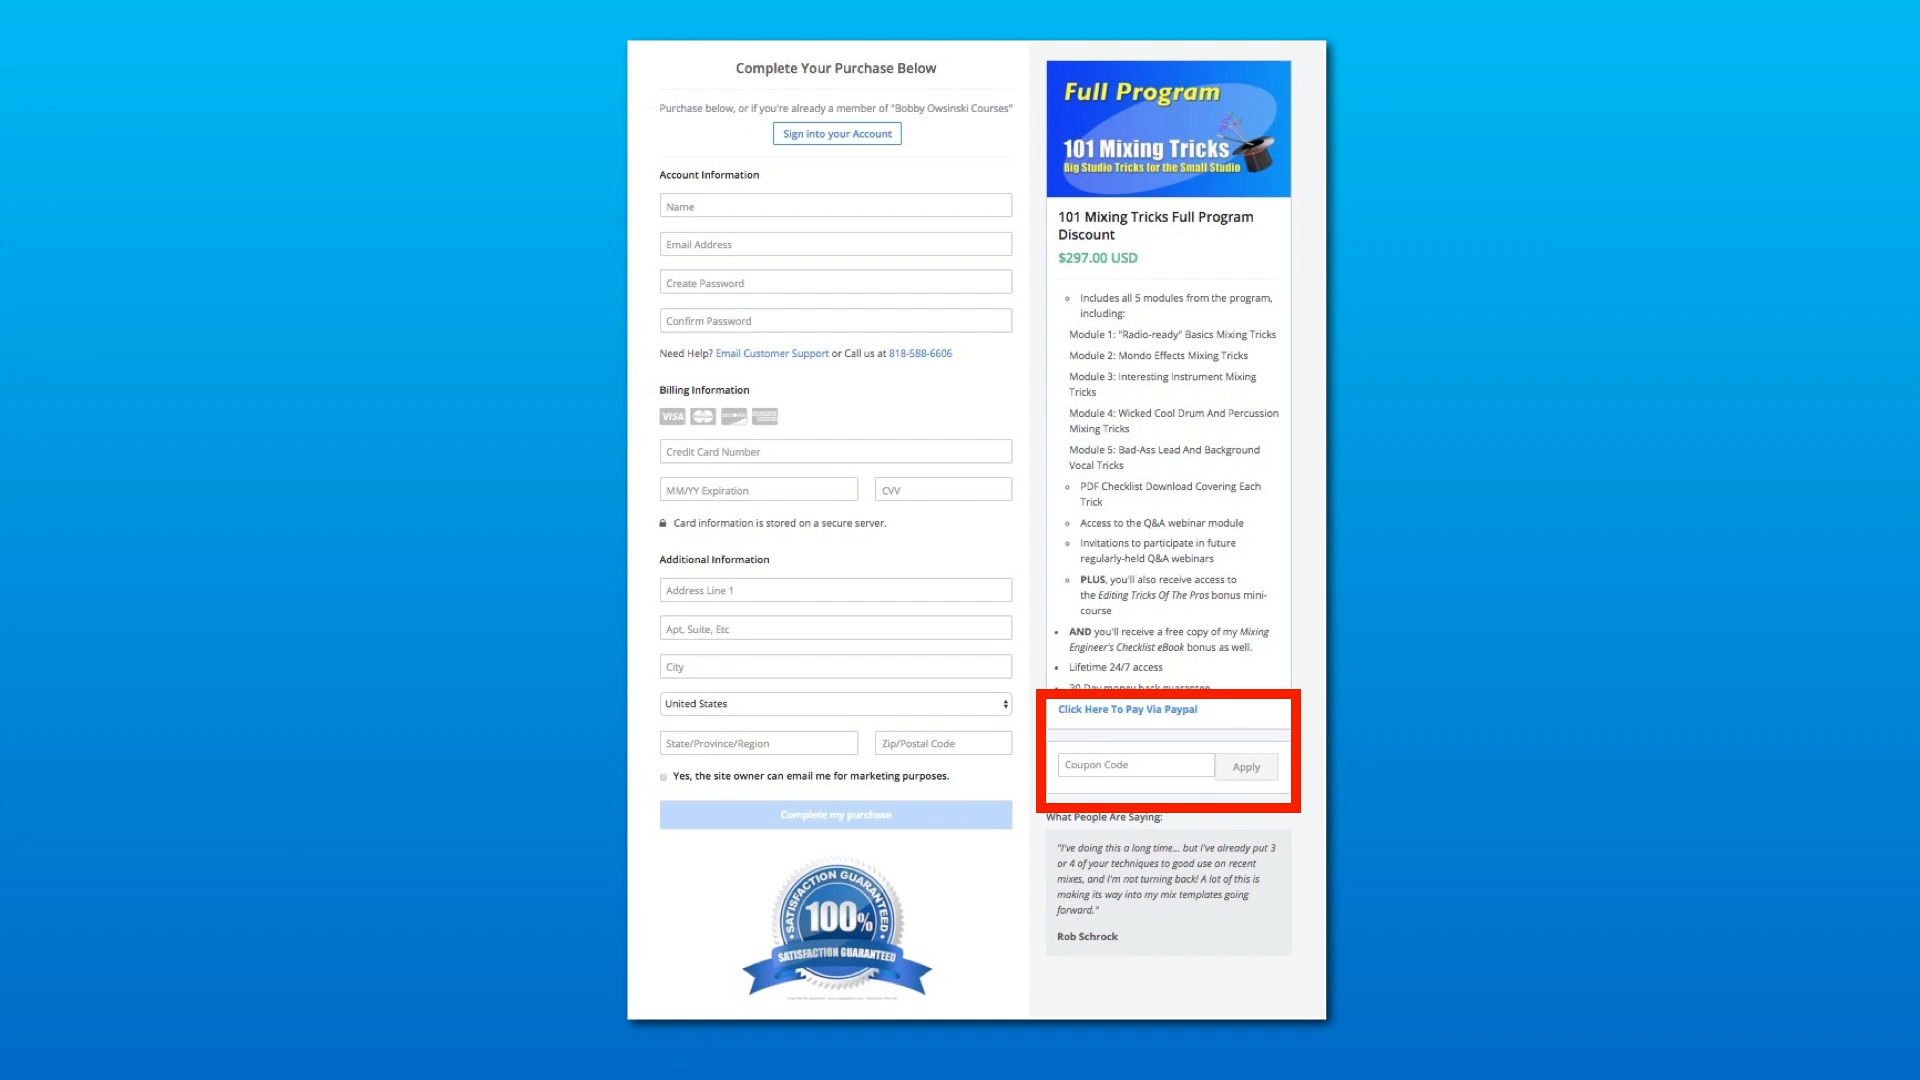 Complete Your Purchase Below
Purchase below, or if you're already a member of "Bobby Owsinski Courses"
Sign into your Account
Account Information
Name
Email Address
Create Password
Confirm Password
Need Help? Email Customer Support or Call us at 818-588-6606
Billing Information
VISA
Credit Card Number
MM/YY Expiration
CVV
Card information is stored on a secure server.
Additional Information
Address Line 1
Apt, Suite, Etc
City
United States
State/Province/Region
Zip/Postal Code
Yes, the site owner can email me for marketing purposes.
Complete my purchase
SATISFACTION GUARANTEED
100%
SATISFACTION GUARANTEED
SATISFACTION GUARANTEED
Full Program
101 Mixing Tricks
Big Studio Tricks for the Small Studio
101 Mixing Tricks Full Program
Discount
$297.00 USD
Includes all 5 modules from the program,
including:
Module 1: "Radio-ready" Basics Mixing Tricks
Module 2: Mondo Effects Mixing Tricks
Module 3: Interesting Instrument Mixing
Tricks
Module 4: Wicked Cool Drum And Percussion
Mixing Tricks
Module 5: Bad-Ass Lead And Background
Vocal Tricks
PDF Checklist Download Covering Each
Trick
Access to the Q&A webinar module
Invitations to participate in future
regularly-held Q&A webinars
PLUS, you'll also receive access to
the Editing Tricks Of The Pros bonus mini-
course
AND you'll receive a free copy of my Mixing
Engineer's Checklist eBook bonus as well.
Lifetime 24/7 access
30 Day money back guarantee
Click Here To Pay Via Paypal
Coupon Code
Apply
What People Are Saying:
"I've doing this a long time... but I've already put 3
or 4 of your techniques to good use on recent
mixes, and I'm not turning back! A lot of this is
making its way into my mix templates going
forward."
Rob Schrock